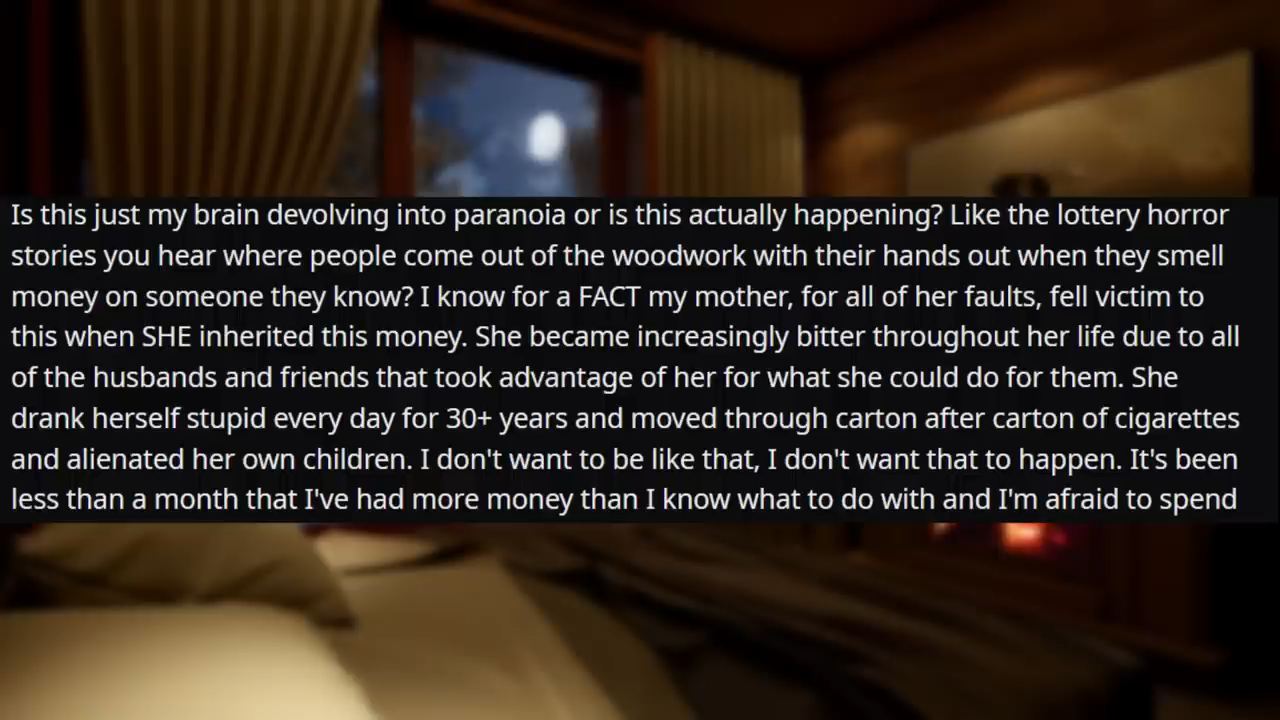 Is this just my brain devolving into paranoia or is this actually happening? Like the lottery horror
stories you hear where people come out of the woodwork with their hands out when they smell
money on someone they know? I know for a FACT my mother, for all of her faults, fell victim to
this when SHE inherited this money. She became increasingly bitter throughout her life due to all
of the husbands and friends that took advantage of her for what she could do for them. She
drank herself stupid every day for 30+ years and moved through carton after carton of cigarettes
and alienated her own children. I don't want to be like that, I don't want that to happen. It's been
less than a month that I've had more money than I know what to do with and I'm afraid to spend